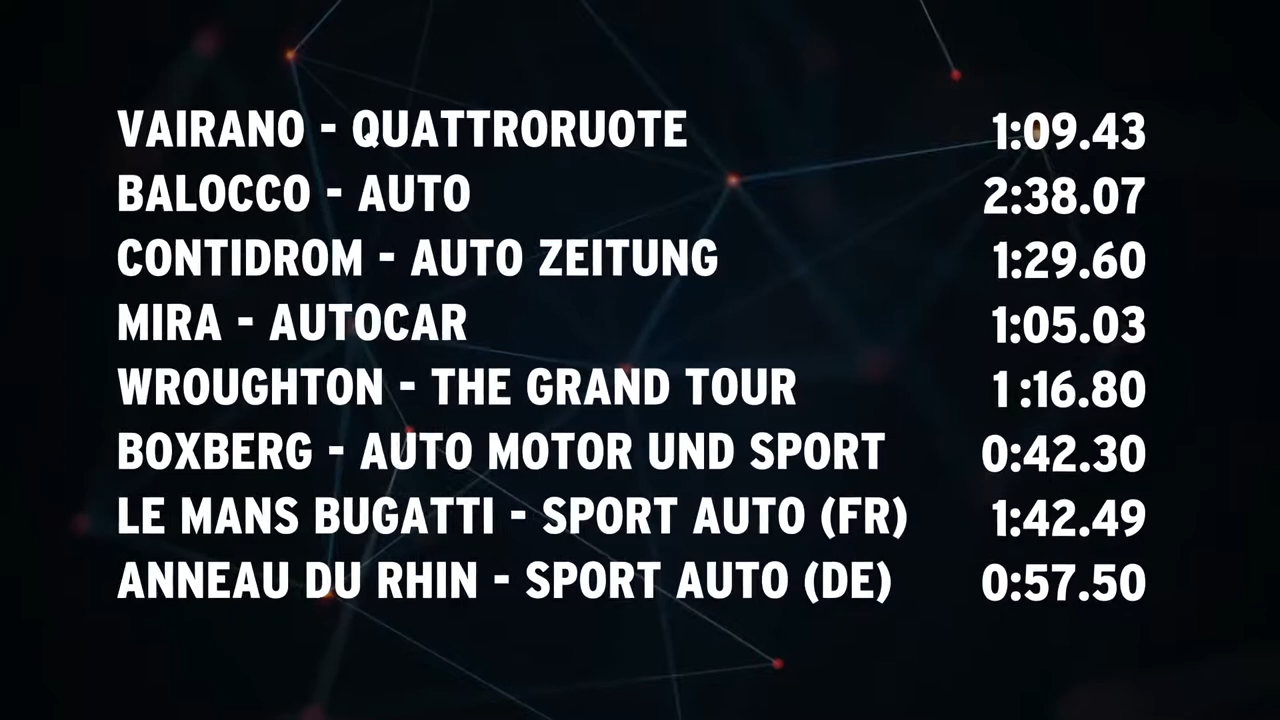 VAIRANO - QUATTRORUOTE 1:09.43
BALOCCO - AUTO 2:38.07
CONTIDROM - AUTO ZEITUNG 1:29.60
MIRA - AUTOCAR 1:05.03
WROUGHTON - THE GRAND TOUR 1 :16.80
BOXBERG - AUTO MOTOR UND SPORT 0:42.30
LE MANS BUGATTI - SPORT AUTO (FR) 1:42.49
ANNEAU DU RHIN - SPORT AUTO (DE) 0:57.50